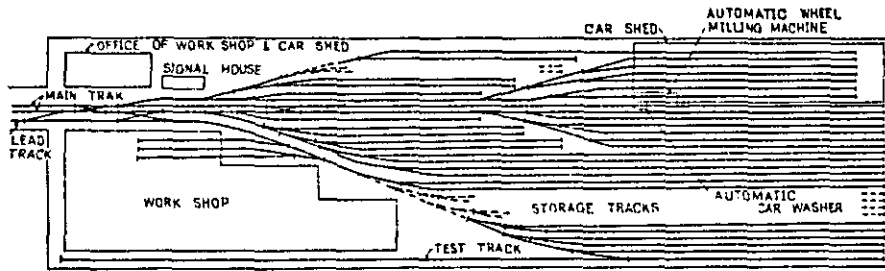 AUTOMATIC WHEEL
MILLING MACHINE
CAR SHED
OFFICE OF WORK SHOP & CAR SHED
SIGNAL HOUSE
MAIN TRAK
LEAD
TRACK
WORK SHOP
STORAGE TRACKS
AUTOMATIC
CAR WASHER
TEST TRACK